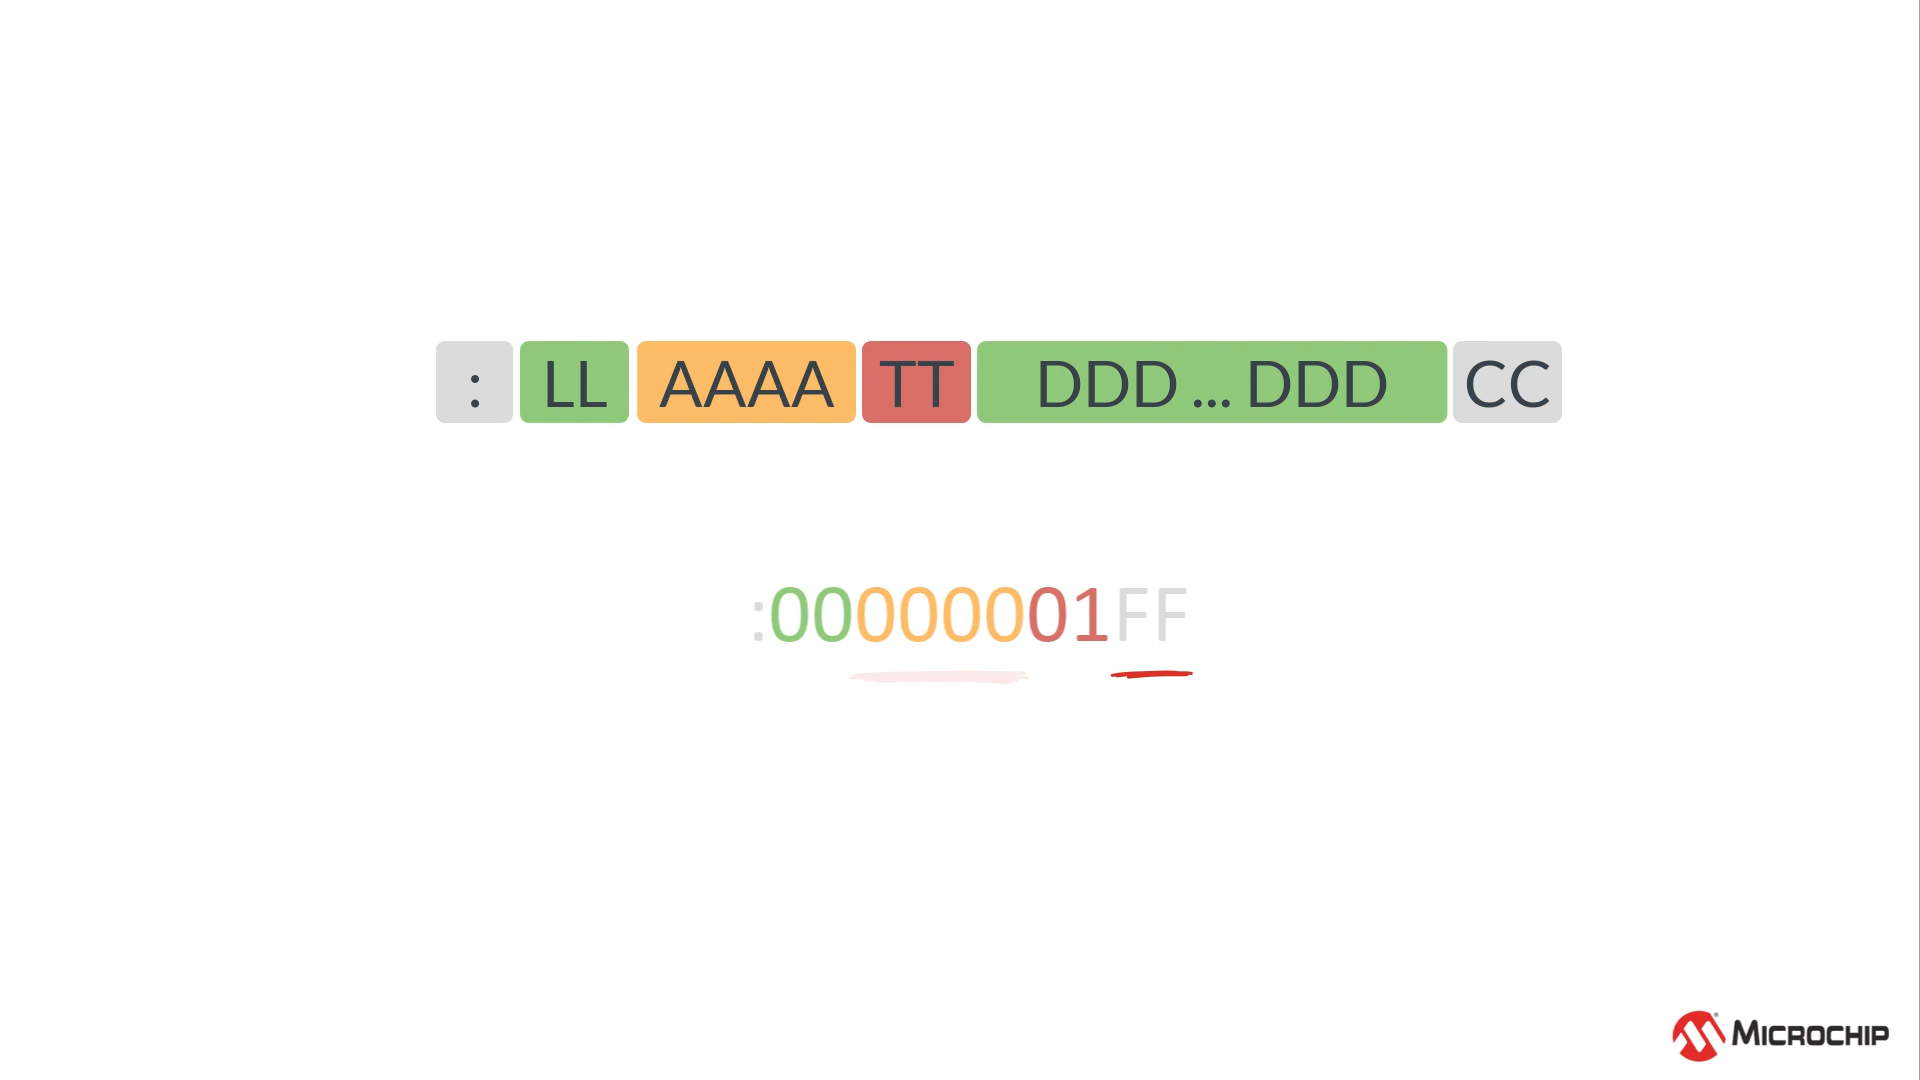 : LL AAAA TT DDD ... DDD CC
:00000001FF
MICROCHIP